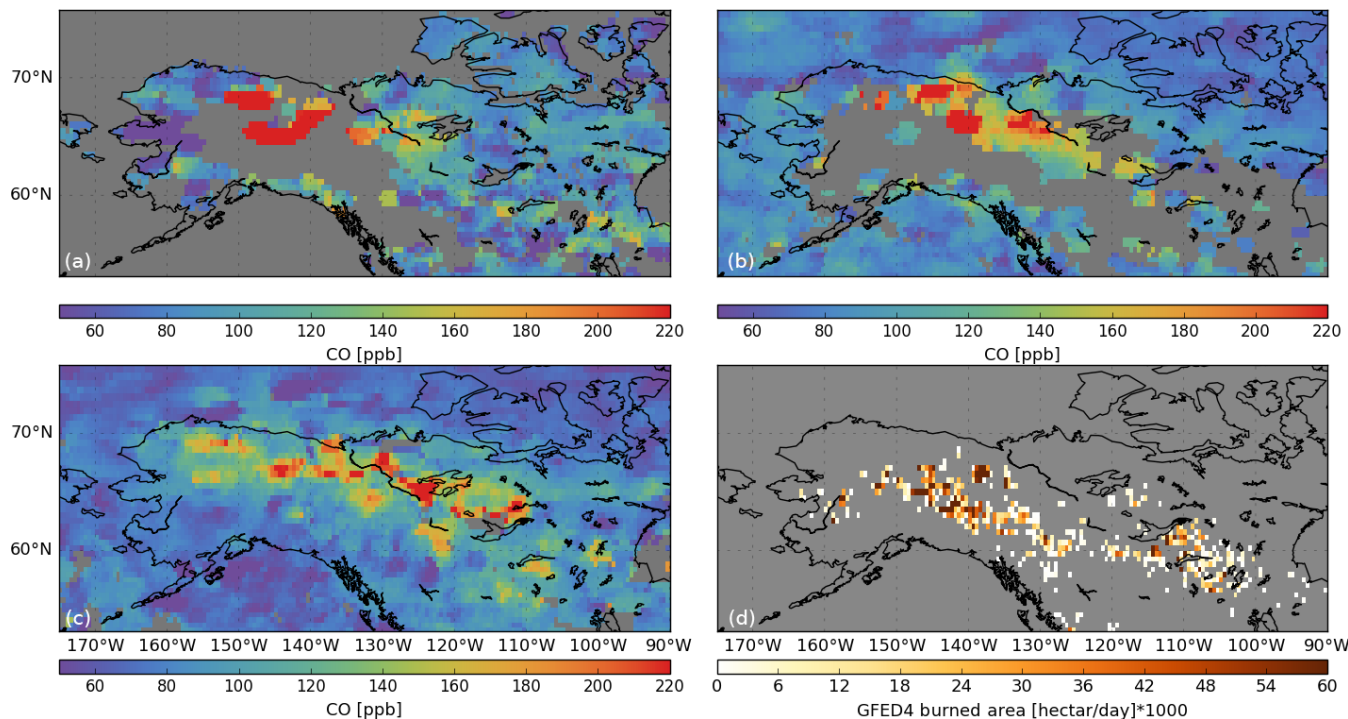 70°N
60°N
(a)
(b)
60 80 100 120 140 160 180 200 220
CO [ppb]
60 80 100 120 140 160 180 200 220
CO [ppb]
70°N
60°N
(c)
(d)
170°W 160°W 150°W 140°W 130°W 120°W 110°W 100°W 90°W
170°W 160°W 150°W 140°W 130°W 120°W 110°W 100°W 90°W
60 80 100 120 140 160 180 200 220
CO [ppb]
0 6 12 18 24 30 36 42 48 54 60
GFED4 burned area [hectar/day]*1000